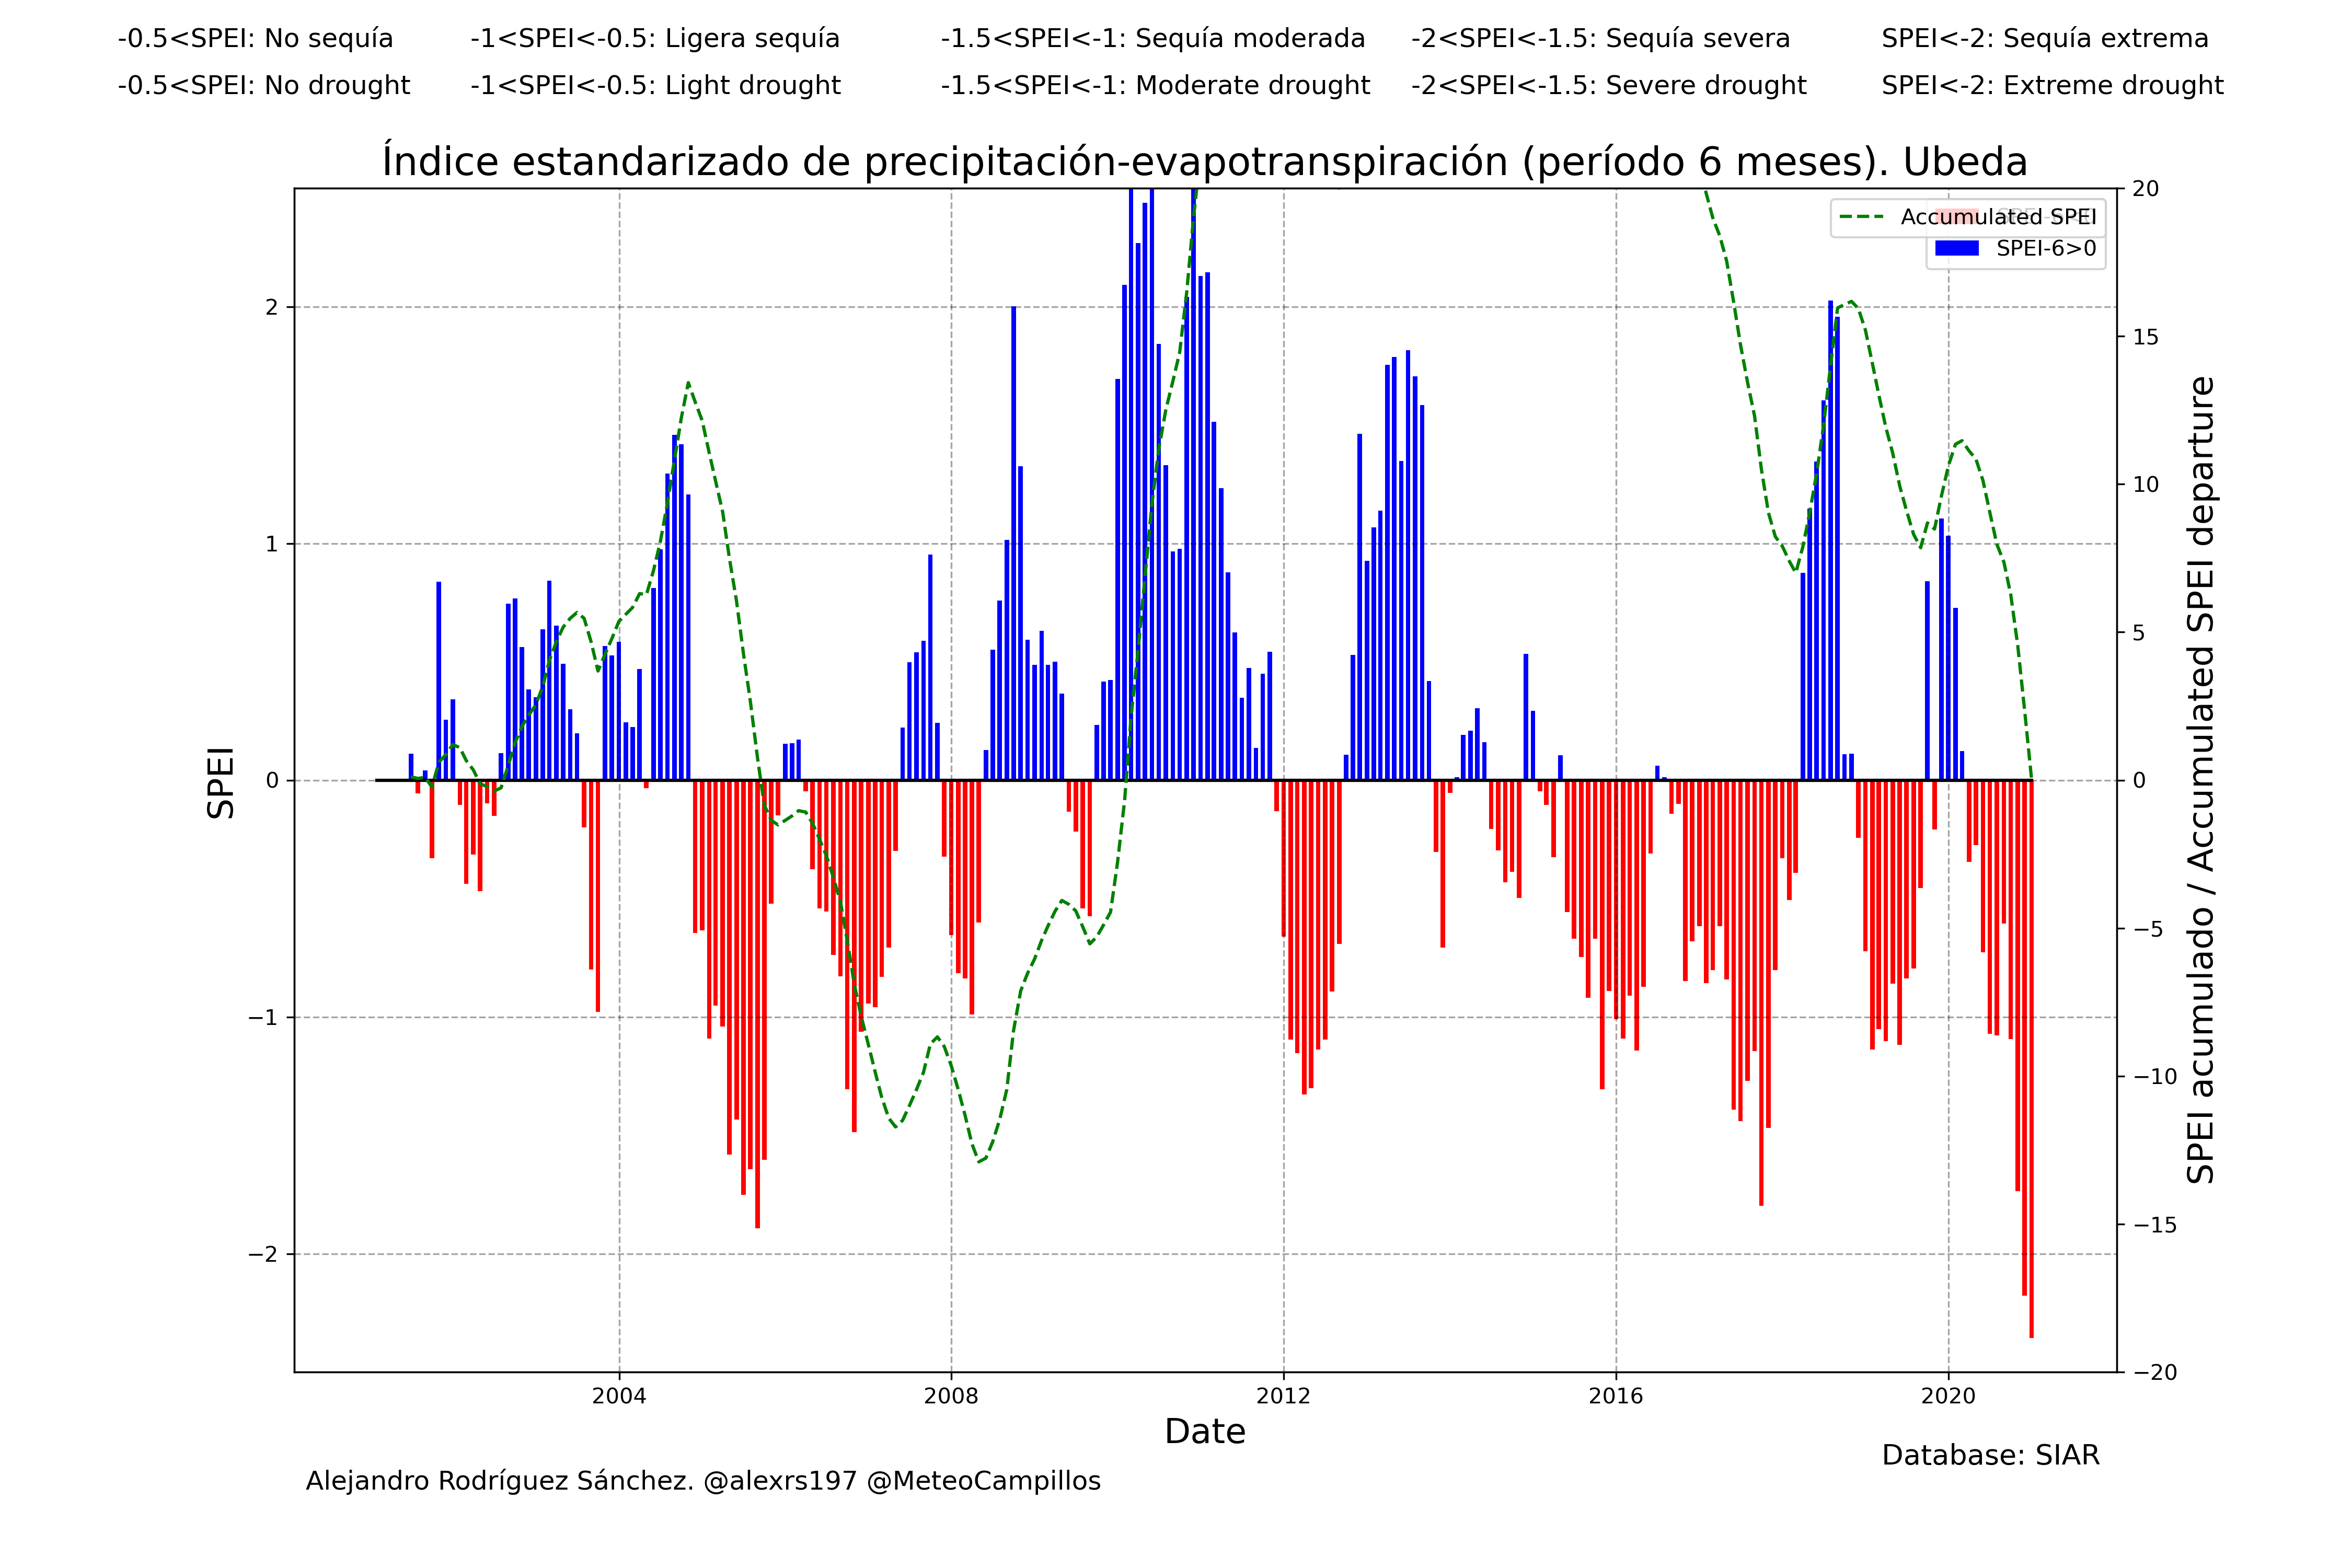 -0.5<SPEI: No sequía -1<SPEI<-0.5: Ligera sequía -1.5<SPEI<-1: Sequía moderada -2<SPEI<-1.5: Sequía severa SPEI<-2: Sequía extrema
-0.5<SPEI: No drought -1<SPEI<-0.5: Light drought -1.5<SPEI<-1: Moderate drought -2<SPEI<-1.5: Severe drought SPEI<-2: Extreme drought
Índice estandarizado de precipitación-evapotranspiración (período 6 meses). Ubeda
Accumulated SPEI
SPEI-6>0
SPEI
2
1
0
−1
−2
20
15
10
5
0
−5
−10
−15
−20
SPEI acumulado / Accumulated SPEI departure
2004 2008 2012 2016 2020
Date
Database: SIAR
Alejandro Rodríguez Sánchez. @alexrs197 @MeteoCampillos